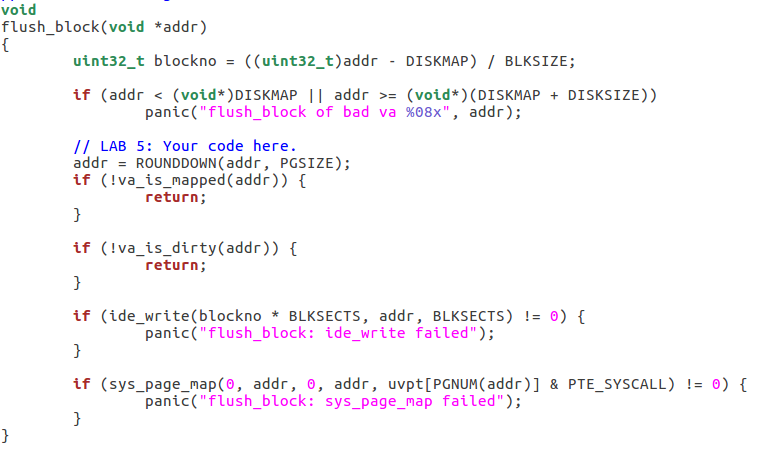 void
flush_block(void *addr)
{
        uint32_t blockno = ((uint32_t)addr - DISKMAP) / BLKSIZE;

        if (addr < (void*)DISKMAP || addr >= (void*)(DISKMAP + DISKSIZE))
                panic("flush_block of bad va %08x", addr);

        // LAB 5: Your code here.
        addr = ROUNDDOWN(addr, PGSIZE);
        if (!va_is_mapped(addr)) {
                return;
        }

        if (!va_is_dirty(addr)) {
                return;
        }

        if (ide_write(blockno * BLKSECTS, addr, BLKSECTS) != 0) {
                panic("flush_block: ide_write failed");
        }

        if (sys_page_map(0, addr, 0, addr, uvpt[PGNUM(addr)] & PTE_SYSCALL) != 0) {
                panic("flush_block: sys_page_map failed");
        }
}